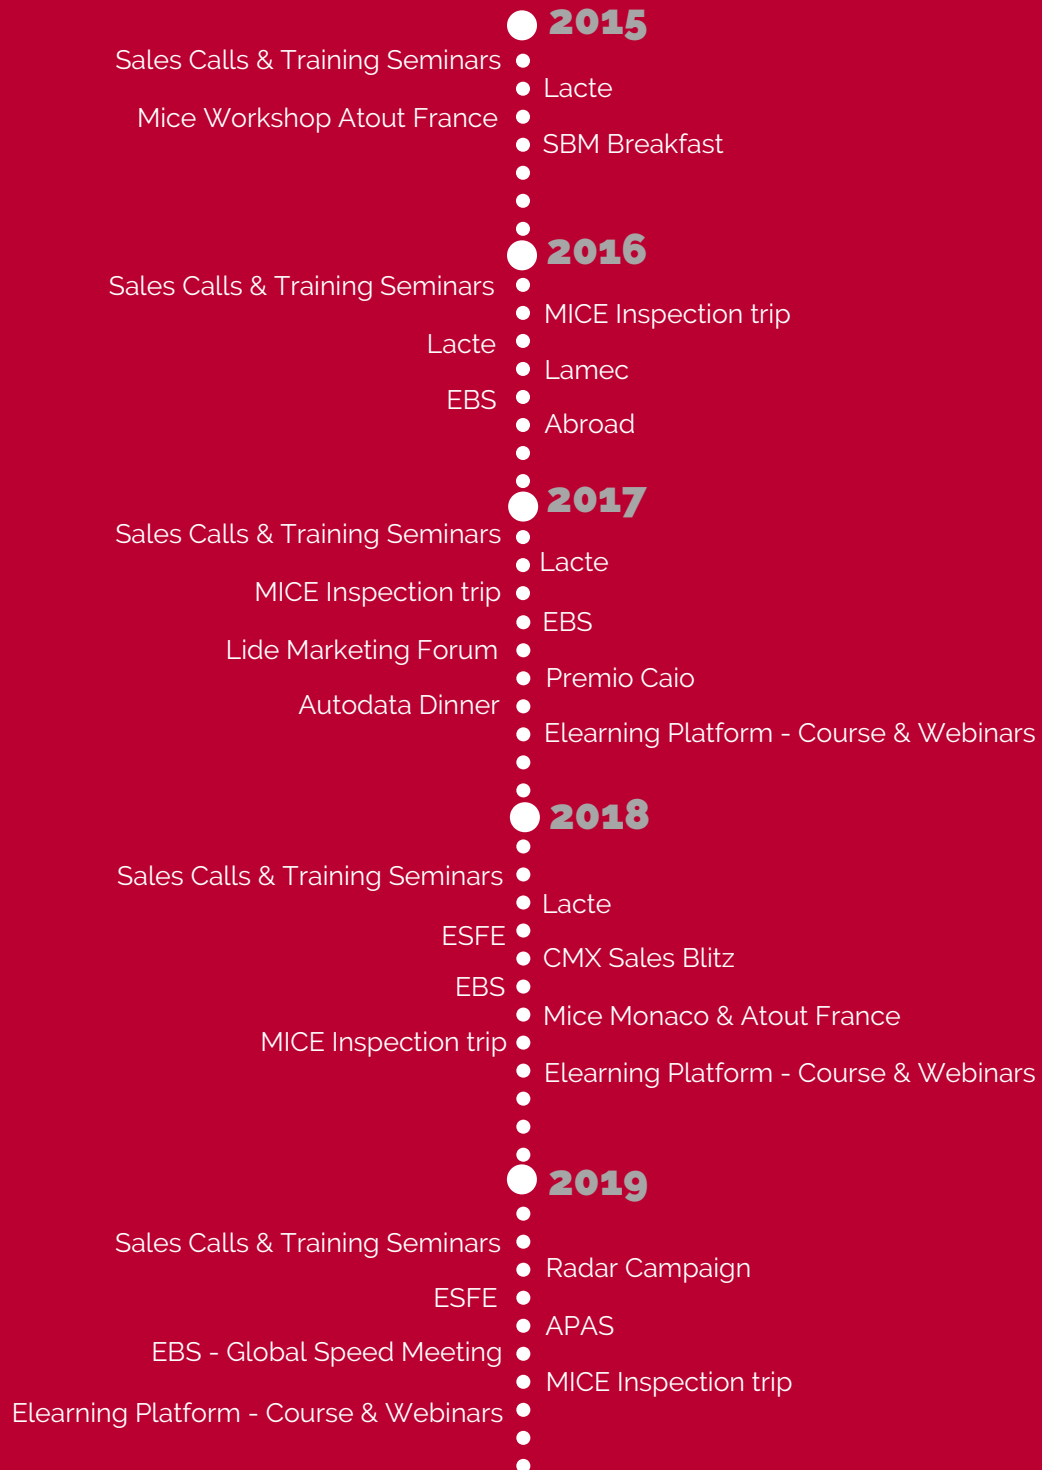 2015
Sales Calls & Training Seminars
Lacte
Mice Workshop Atout France
SBM Breakfast
2016
Sales Calls & Training Seminars
MICE Inspection trip
Lacte
Lamec
EBS
Abroad
2017
Sales Calls & Training Seminars
Lacte
MICE Inspection trip
EBS
Lide Marketing Forum
Premio Caio
Autodata Dinner
Elearning Platform - Course & Webinars
2018
Sales Calls & Training Seminars
Lacte
ESFE
CMX Sales Blitz
EBS
Mice Monaco & Atout France
MICE Inspection trip
Elearning Platform - Course & Webinars
2019
Sales Calls & Training Seminars
Radar Campaign
ESFE
APAS
EBS - Global Speed Meeting
MICE Inspection trip
Elearning Platform - Course & Webinars